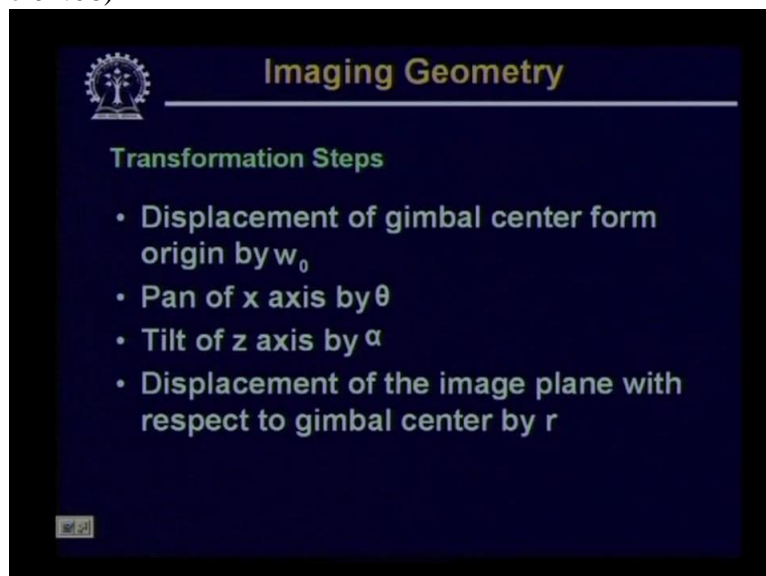 Imaging Geometry
Transformation Steps
• Displacement of gimbal center form
origin by w₀
• Pan of x axis by θ
• Tilt of z axis by α
• Displacement of the image plane with
respect to gimbal center by r